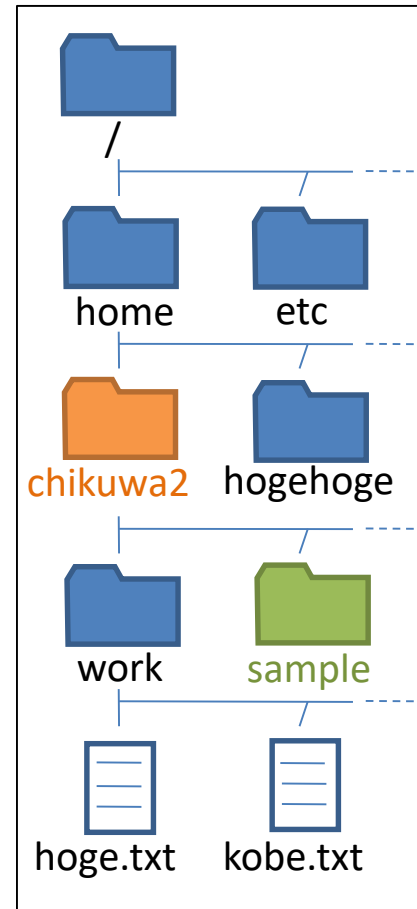 /
home etc
chikuwa2 hogehoge
work sample
hoge.txt kobe.txt